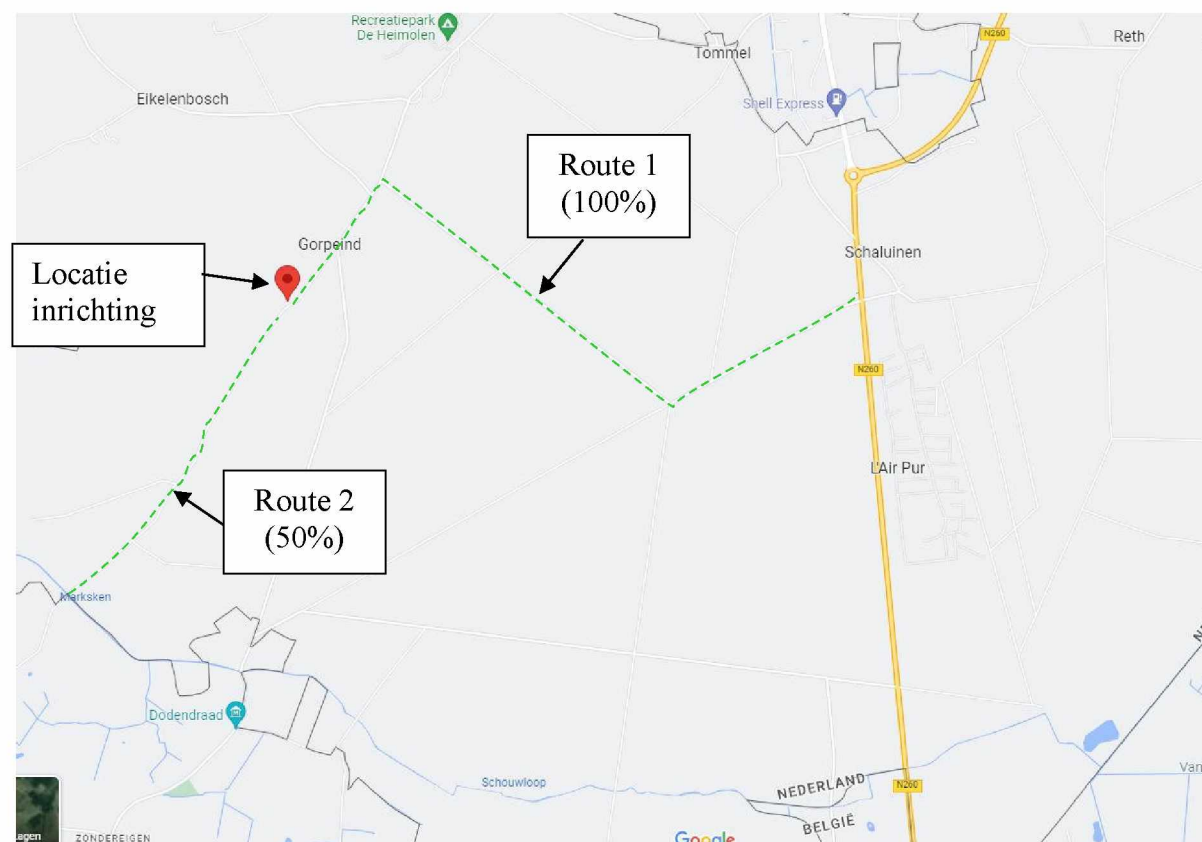 Recreatiepark
De Heimolen
Tommel
N260
Reth
Eikelenbosch
Shell Express
Route 1
(100%)
Gorpeind
Schaluinen
Locatie
inrichting
N260
L'Air Pur
Route 2
(50%)
Marksken
Dodendraad
Van
Schouwloop
NEDERLAND
N260
BELGIË
ZONDEREIGEN
Google